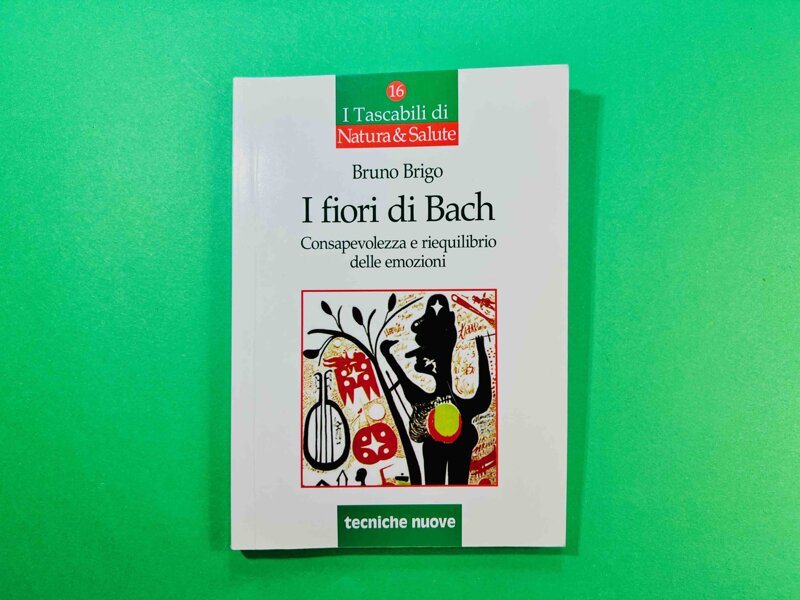 16
I Tascabili di
Natura & Salute
Bruno Brigo
I fiori di Bach
Consapevolezza e riequilibrio
delle emozioni
tecniche nuove